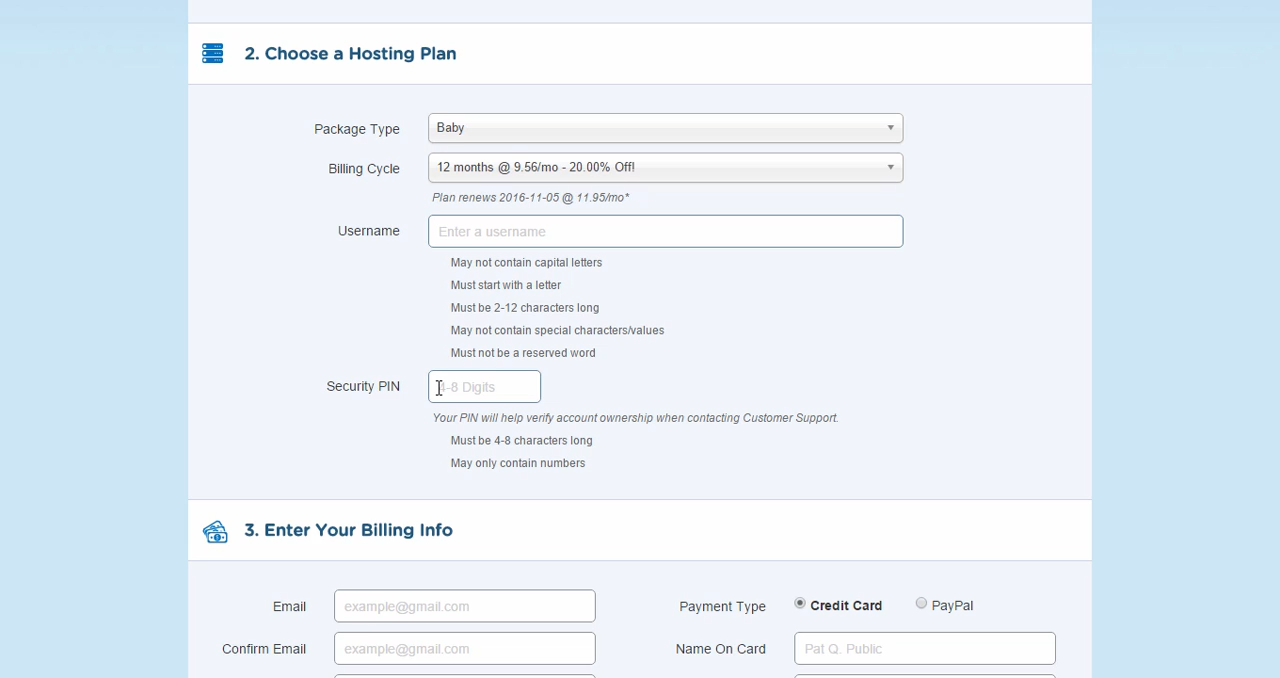 2. Choose a Hosting Plan
Package Type
Baby
Billing Cycle
12 months @ 9.56/mo - 20.00% Off!
Plan renews 2016-11-05 @ 11.95/mo*
Username
Enter a username
May not contain capital letters
Must start with a letter
Must be 2-12 characters long
May not contain special characters/values
Must not be a reserved word
Security PIN
4-8 Digits
Your PIN will help verify account ownership when contacting Customer Support.
Must be 4-8 characters long
May only contain numbers
3. Enter Your Billing Info
Email
example@gmail.com
Payment Type
Credit Card
PayPal
Confirm Email
example@gmail.com
Name On Card
Pat Q. Public